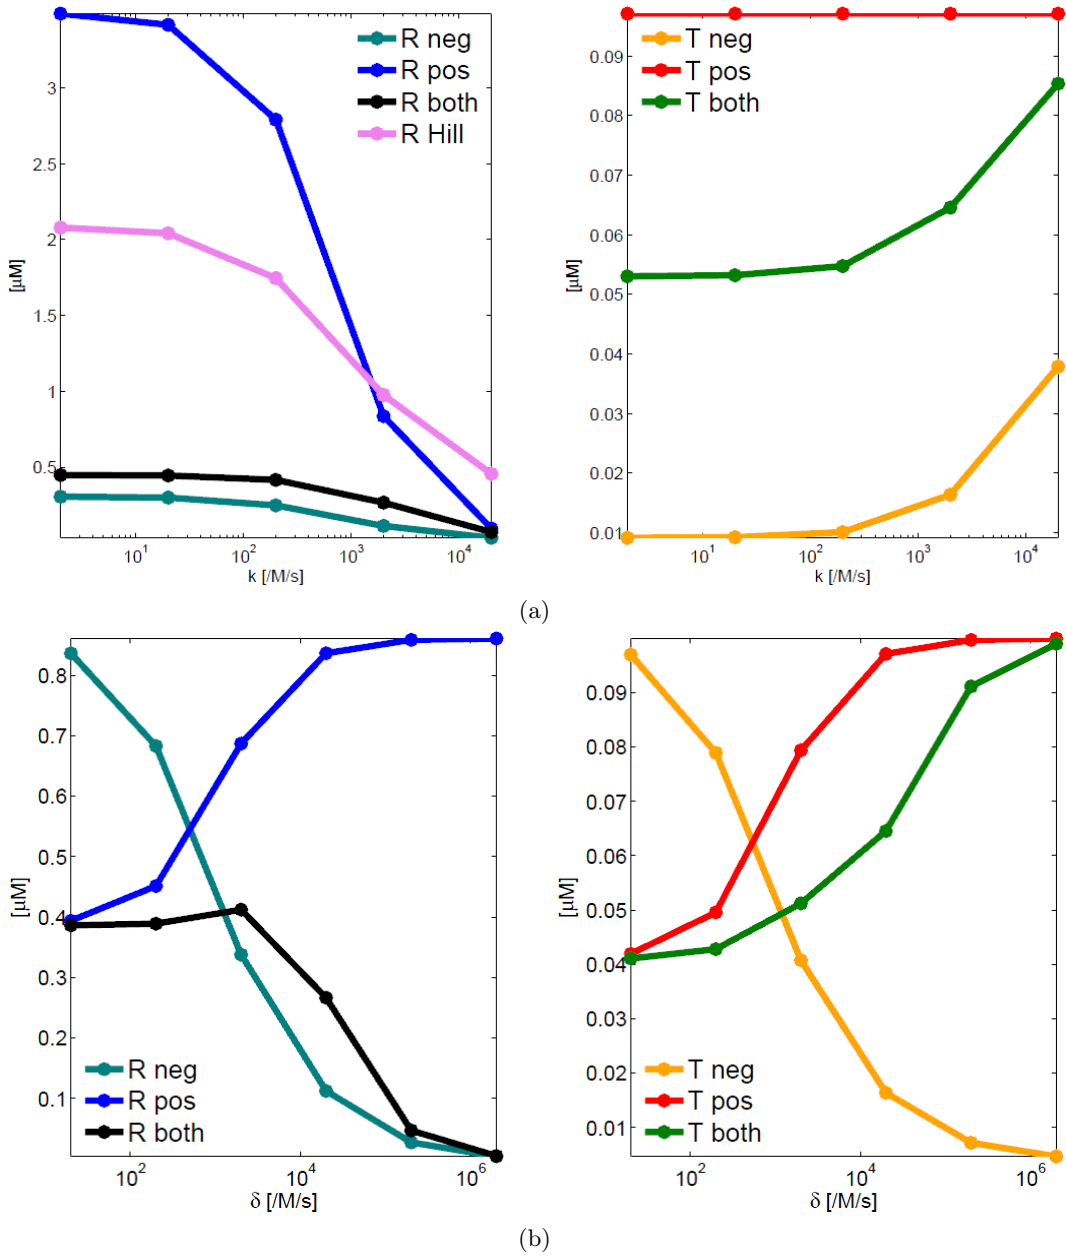 R neg
R pos
R both
R Hill
3
2.5
2
1.5
1
0.5
[μM]
10¹ 10² 10³ 10⁴
k [/M/s]
T neg
T pos
T both
0.09
0.08
0.07
0.06
0.05
0.04
0.03
0.02
0.01
[μM]
10¹ 10² 10³ 10⁴
k [/M/s]
(a)
0.8
0.7
0.6
0.5
0.4
0.3
0.2
0.1
[μM]
R neg
R pos
R both
10² 10⁴ 10⁶
δ [/M/s]
0.09
0.08
0.07
0.06
0.05
0.04
0.03
0.02
0.01
[μM]
T neg
T pos
T both
10² 10⁴ 10⁶
δ [/M/s]
(b)